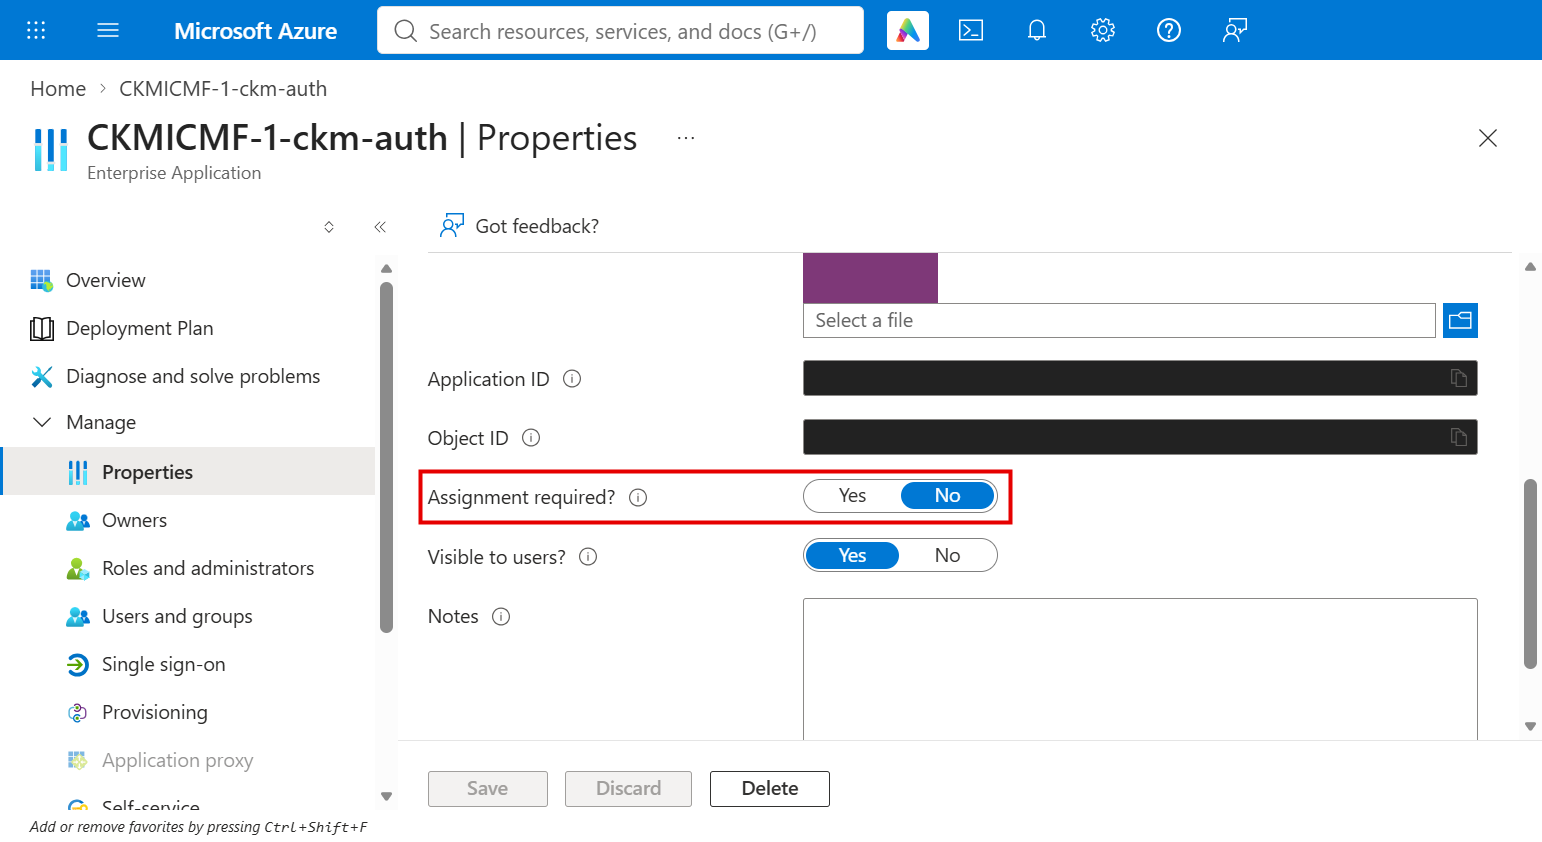 Microsoft Azure
Search resources, services, and docs (G+/)
Home > CKMICMF-1-ckm-auth
CKMICMF-1-ckm-auth | Properties ...
Enterprise Application
Got feedback?
Overview
Deployment Plan
Diagnose and solve problems
Manage
Properties
Owners
Roles and administrators
Users and groups
Single sign-on
Provisioning
Application proxy
Self-service
Add or remove favorites by pressing Ctrl+Shift+F
Select a file
Application ID
Object ID
Assignment required? Yes No
Visible to users? Yes No
Notes
Save Discard Delete